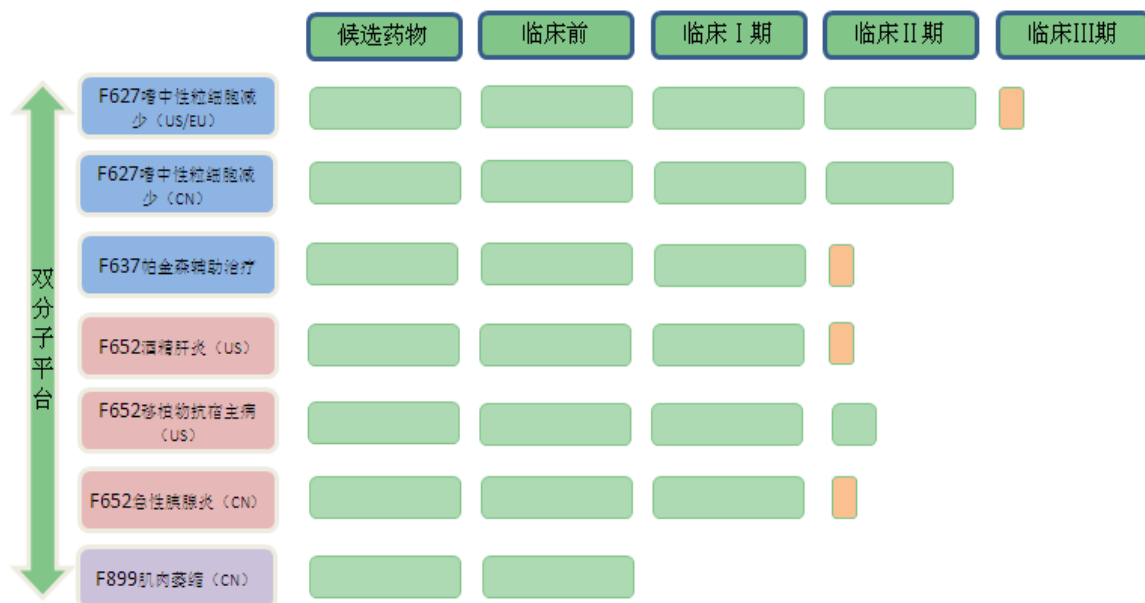 候选药物
临床前
临床Ⅰ期
临床Ⅱ期
临床III期
双分子平台
F627嗜中性粒细胞减
少（US/EU）
F627嗜中性粒细胞减
少（CN）
F637帕金森辅助治疗
F652酒精肝炎（US）
F652移植物抗宿主病
（US）
F652急性胰腺炎（CN）
F899肌肉萎缩（CN）